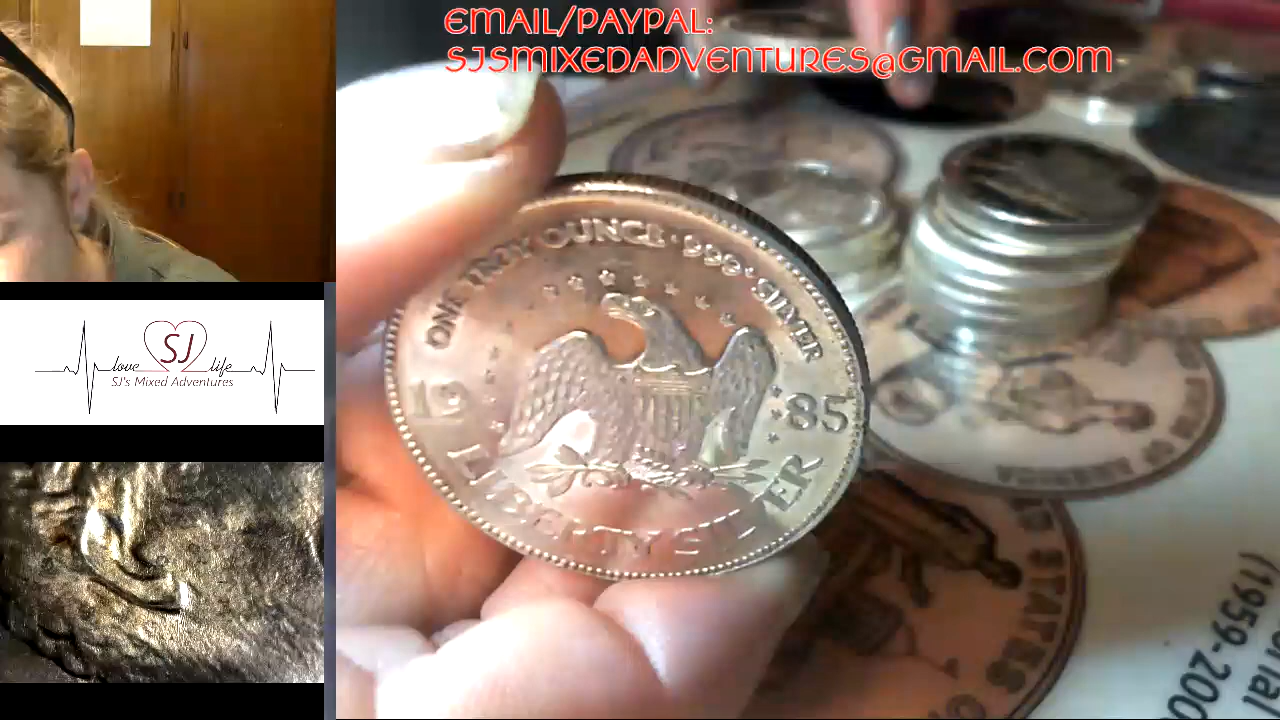 EMAIL/PAYPAL:
SJSMIXEDADVENTURES@GMAIL.COM
love SJ life
SJ's Mixed Adventures
ONE TROY OUNCE · 999 · SILVER
19 85
LIBERTY SILVER
STATES O
(1959-200